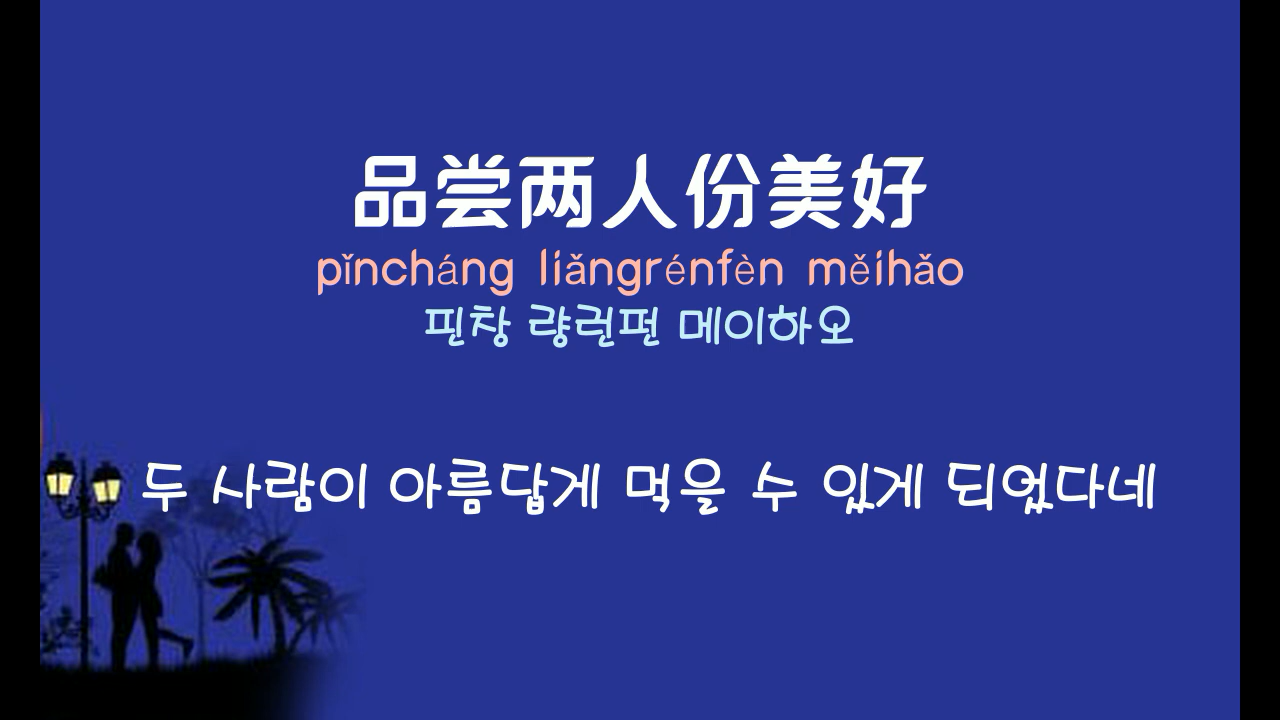 品尝两人份美好
pǐncháng liǎngrénfèn měihǎo
핀창 량런펀 메이하오
두 사람이 아름답게 먹을 수 있게 되었다네